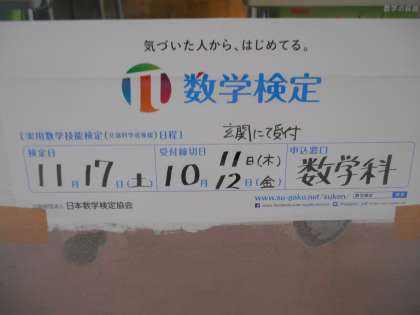 気づいた人から、はじめてる。
数学検定
【実用数学技能検定(文部科学省後援)日程】
玄関にて受付
検定日 受付締切日 申込窓口
11月17日(土) 10月 11日(木) 12日(金) 数学科
www.su-gaku.net/suken/
日本数学検定協会